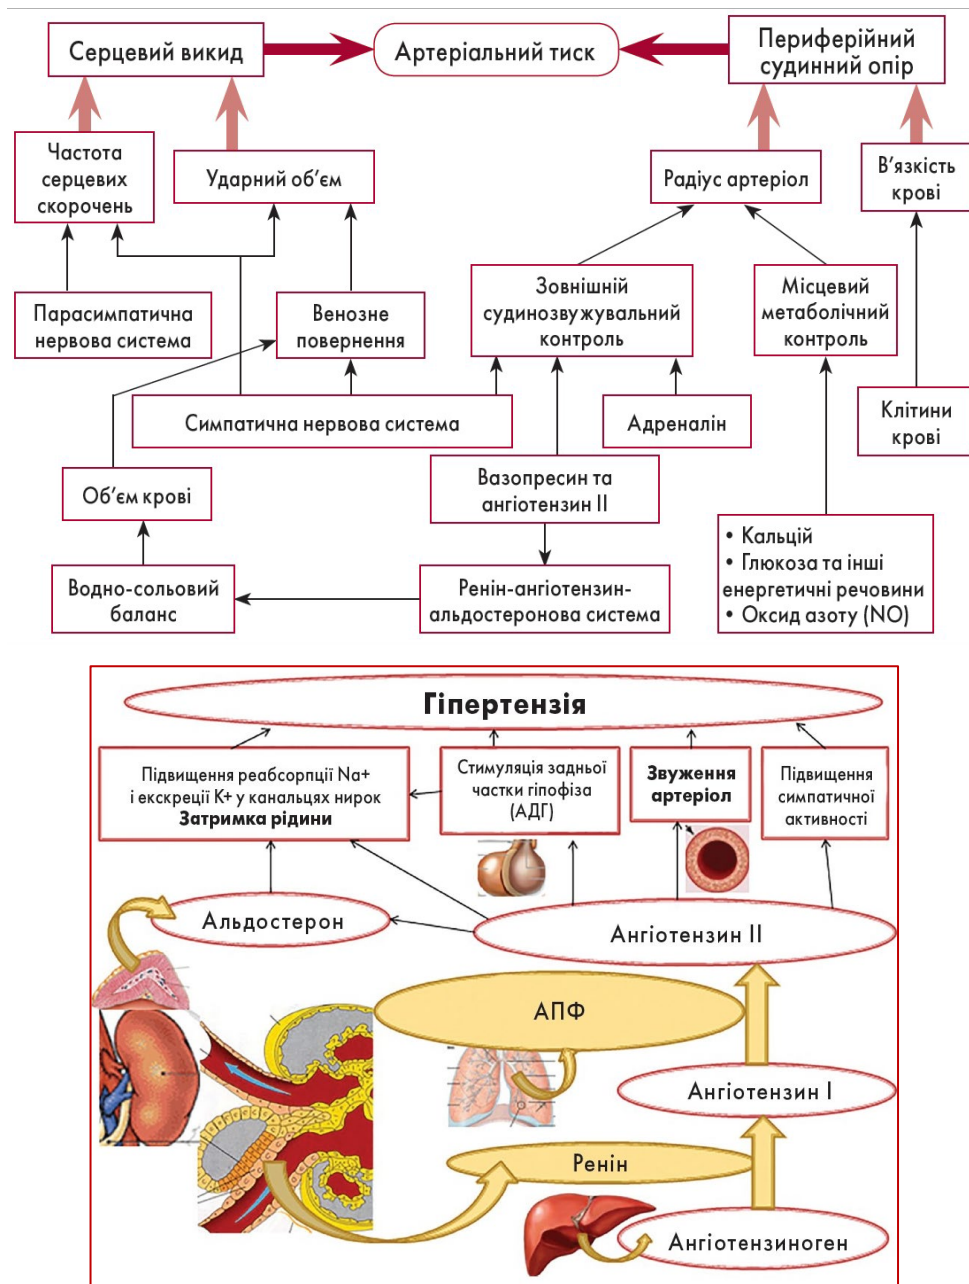 Серцевий викид
Артеріальний тиск
Периферійний
судинний опір
Частота
серцевих
скорочень
Ударний об’єм
Радіус артеріол
В’язкість
крові
Парасимпатична
нервова система
Венозне
повернення
Зовнішній
судинозвужувальний
контроль
Місцевий
метаболічний
контроль
Симпатична нервова система
Адреналін
Клітини
крові
Об’єм крові
Вазопресин та
ангіотензин II
Водно-сольовий
баланс
Ренін-ангіотензин-
альдостеронова система
• Кальцій
• Глюкоза та інші
енергетичні речовини
• Оксид азоту (NO)
Гіпертензія
Підвищення реабсорпції Na+
і екскреції K+ у канальцях нирок
Затримка рідини
Стимуляція задньої
частки гіпофіза
(АДГ)
Звуження
артеріол
Підвищення
симпатичної
активності
Альдостерон
Ангіотензин II
АПФ
Ангіотензин I
Ренін
Ангіотензиноген